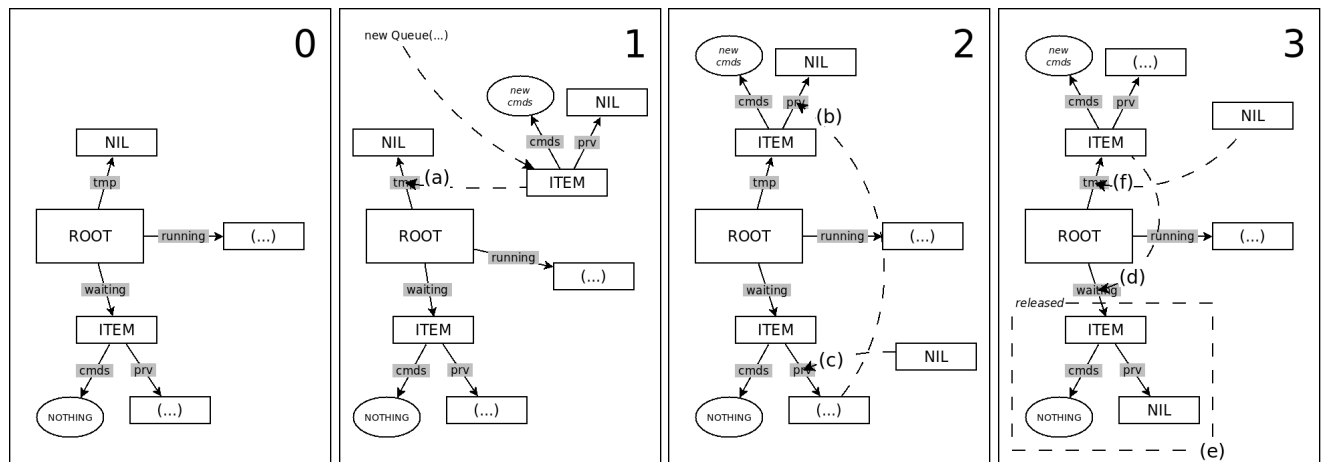 0
NIL
tmp
ROOT
running
(...)
waiting
ITEM
cmds
prv
NOTHING
(...)
1
new Queue(...)
new
cmds
NIL
cmds
prv
NIL
ITEM
tmp
(a)
ROOT
running
(...)
waiting
ITEM
cmds
prv
NOTHING
(...)
2
new
cmds
NIL
cmds
prv
(b)
ITEM
tmp
ROOT
running
(...)
waiting
ITEM
NIL
cmds
prv
(c)
NOTHING
(...)
3
new
cmds
(...)
cmds
prv
NIL
ITEM
tmp
(f)
ROOT
running
(...)
waiting
(d)
released
ITEM
cmds
prv
NOTHING
NIL
(e)